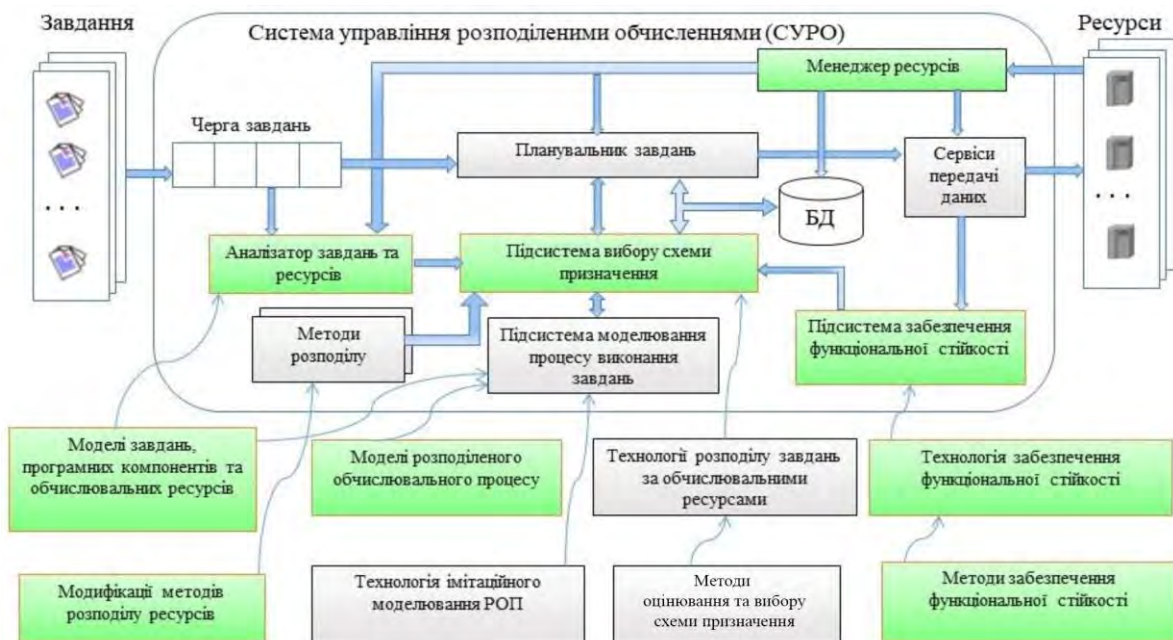 Завдання
Система управління розподіленими обчисленнями (СУРО)
Ресурси
Менеджер ресурсів
Черга завдань
Планувальник завдань
Сервіси
передачі
даних
. . .
. . .
БД
Аналізатор завдань та
ресурсів
Підсистема вибору схеми
призначення
Методи
розподілу
Підсистема моделювання
процесу виконання
завдань
Підсистема забезпечення
функціональної стійкості
Моделі завдань,
програмних компонентів та
обчислювальних ресурсів
Моделі розподіленого
обчислювального процесу
Технології розподілу завдань
за обчислювальними
ресурсами
Технологія забезпечення
функціональної стійкості
Модифікації методів
розподілу ресурсів
Технологія імітаційного
моделювання РОП
Методи
оцінювання та вибору
схеми призначення
Методи забезпечення
функціональної стійкості